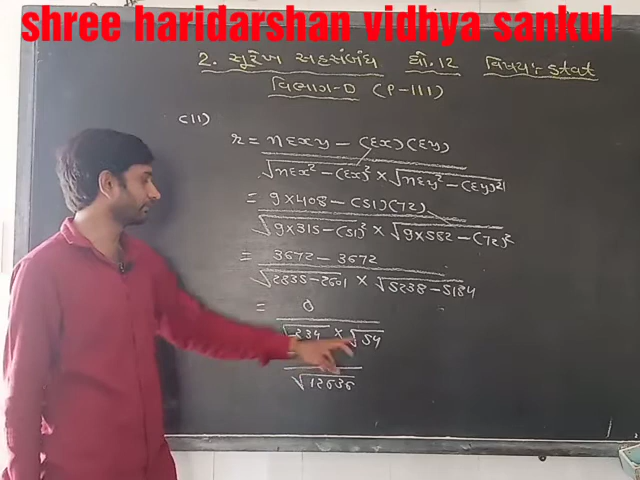 shree haridarshan vidhya sankul
2. સુરેખ સહસંબંધ ધો.12 વિષય: stat
વિભાગ-D (P-111)
(11)
r = nΣxy - (Σx)(Σy)
√nΣx² - (Σx)² × √nΣy² - (Σy)²
= 9×408 - (51)(72)
√9×315 - (51)² × √9×582 - (72)²
= 3672 - 3672
√2835-2601 × √5238-5184
= 0
√234 × √54
√12636